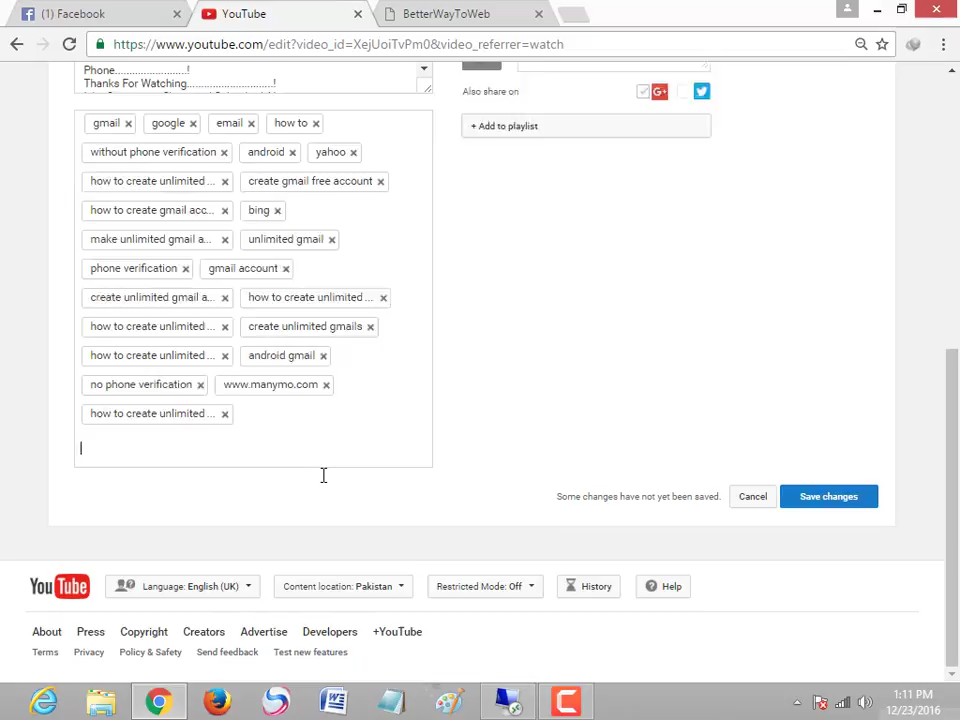 (1) Facebook
YouTube
BetterWayToWeb
https://www.youtube.com/edit?video_id=XejUoiTvPm0&video_referrer=watch
Phone........................!
Thanks For Watching.............................!
Also share on
G+
+ Add to playlist
gmail
google
email
how to
without phone verification
android
yahoo
how to create unlimited ...
create gmail free account
how to create gmail acc...
bing
make unlimited gmail a...
unlimited gmail
phone verification
gmail account
create unlimited gmail a...
how to create unlimited ...
how to create unlimited ...
create unlimited gmails
how to create unlimited ...
android gmail
no phone verification
www.manymo.com
how to create unlimited ...
Some changes have not yet been saved.
Cancel
Save changes
YouTube
Language: English (UK)
Content location: Pakistan
Restricted Mode: Off
History
Help
About Press Copyright Creators Advertise Developers +YouTube
Terms Privacy Policy & Safety Send feedback Test new features
1:11 PM
12/23/2016